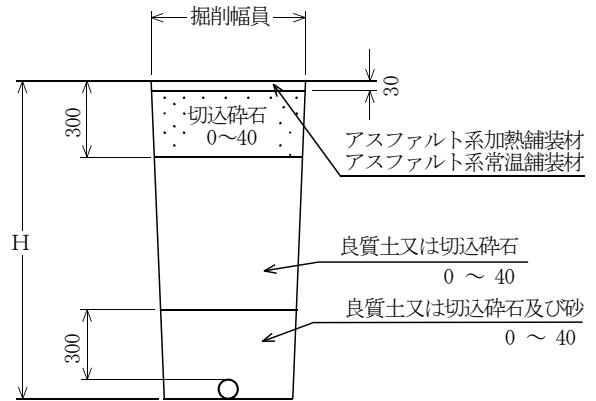 掘削幅員
30
300
切込砕石
0～40
アスファルト系加熱舗装材
アスファルト系常温舗装材
H
良質土又は切込砕石
0 ～ 40
良質土又は切込砕石及び砂
0 ～ 40
300